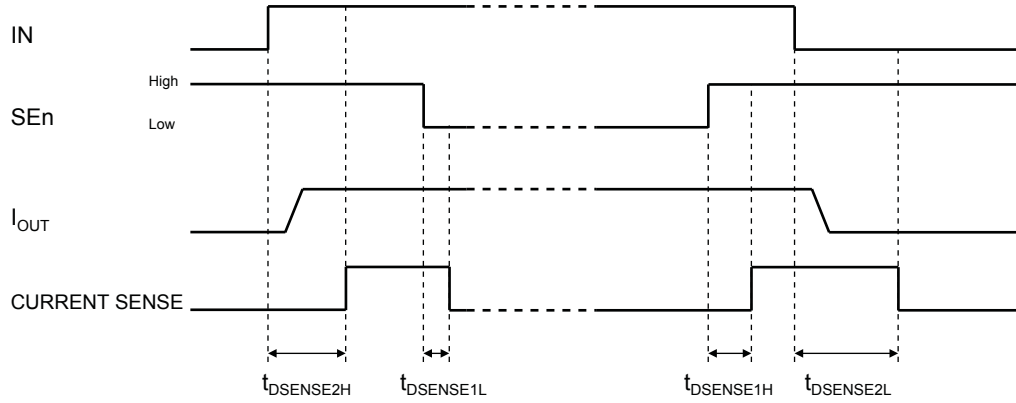 IN
High
SEn
Low
IOUT
CURRENT SENSE
tDSENSE2H
tDSENSE1L
tDSENSE1H
tDSENSE2L